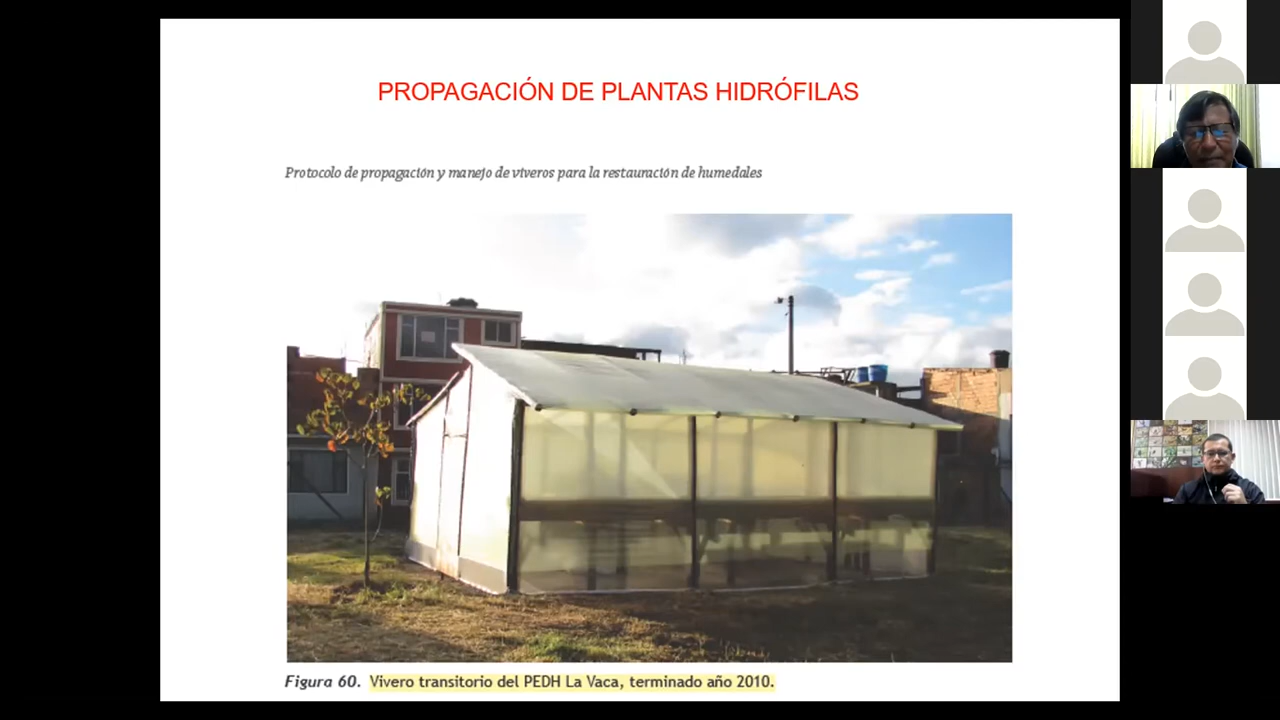 PROPAGACIÓN DE PLANTAS HIDRÓFILAS
Protocolo de propagación y manejo de viveros para la restauración de humedales
Figura 60. Vivero transitorio del PEDH La Vaca, terminado año 2010.